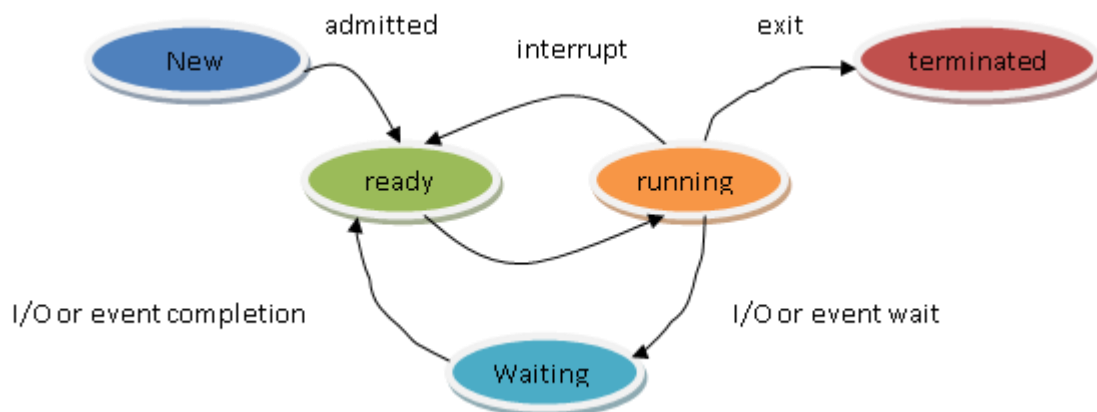 admitted
exit
interrupt
New
terminated
ready
running
I/O or event completion
I/O or event wait
Waiting